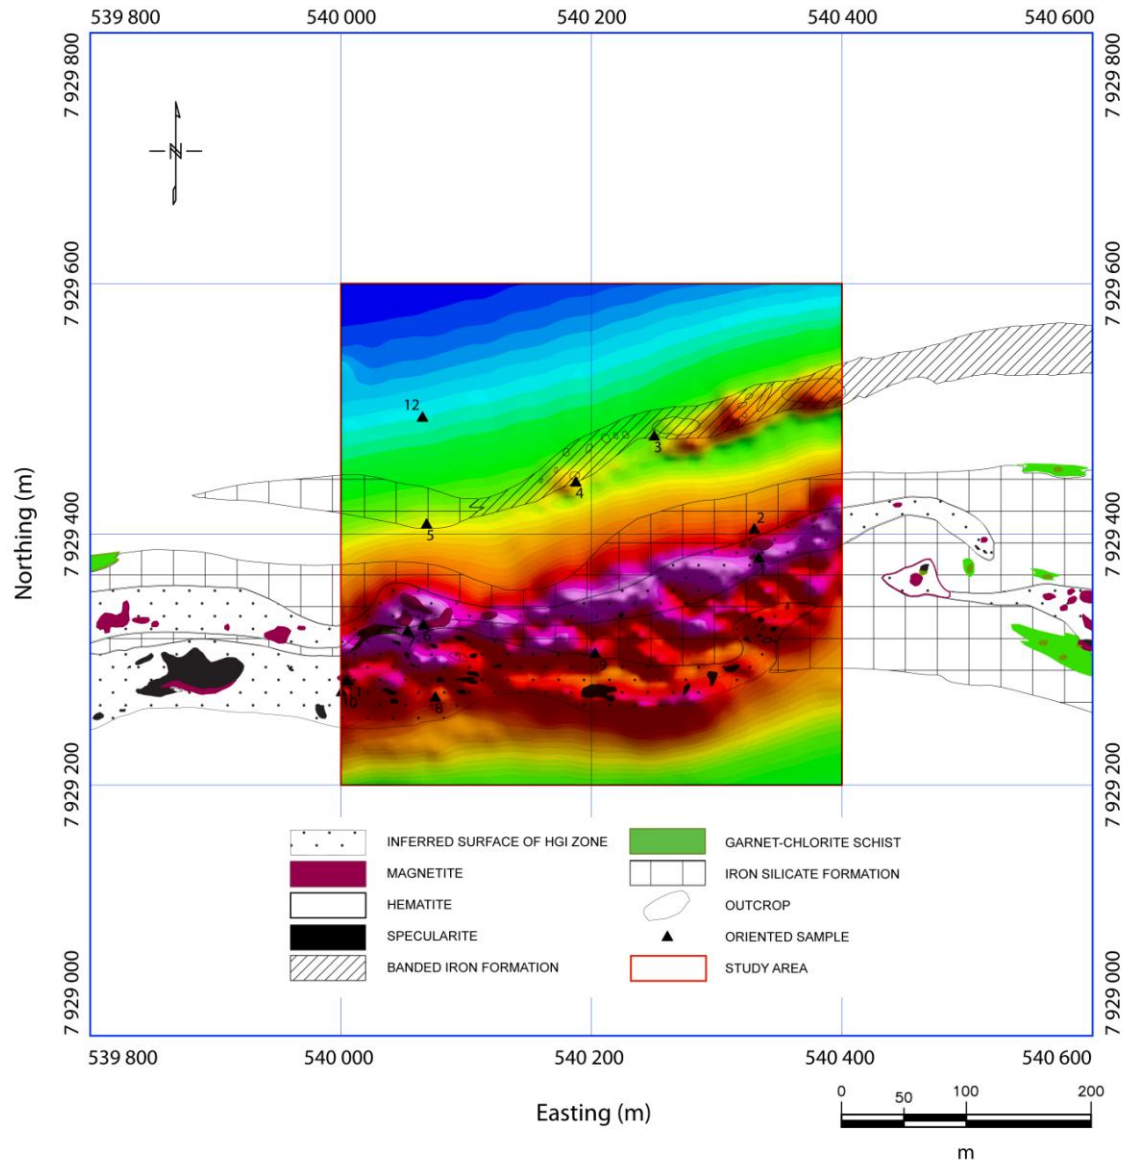 539 800
540 000
540 200
540 400
540 600
7 929 800
7 929 800
N
7 929 600
7 929 600
12
3
4
2
5
7 929 400
7 929 400
Northing (m)
6
9
10
8
7 929 200
7 929 200
INFERRED SURFACE OF HGI ZONE
GARNET-CHLORITE SCHIST
MAGNETITE
IRON SILICATE FORMATION
HEMATITE
OUTCROP
SPECULARITE
ORIENTED SAMPLE
BANDED IRON FORMATION
STUDY AREA
7 929 000
7 929 000
539 800
540 000
540 200
540 400
540 600
Easting (m)
0
50
100
200
m